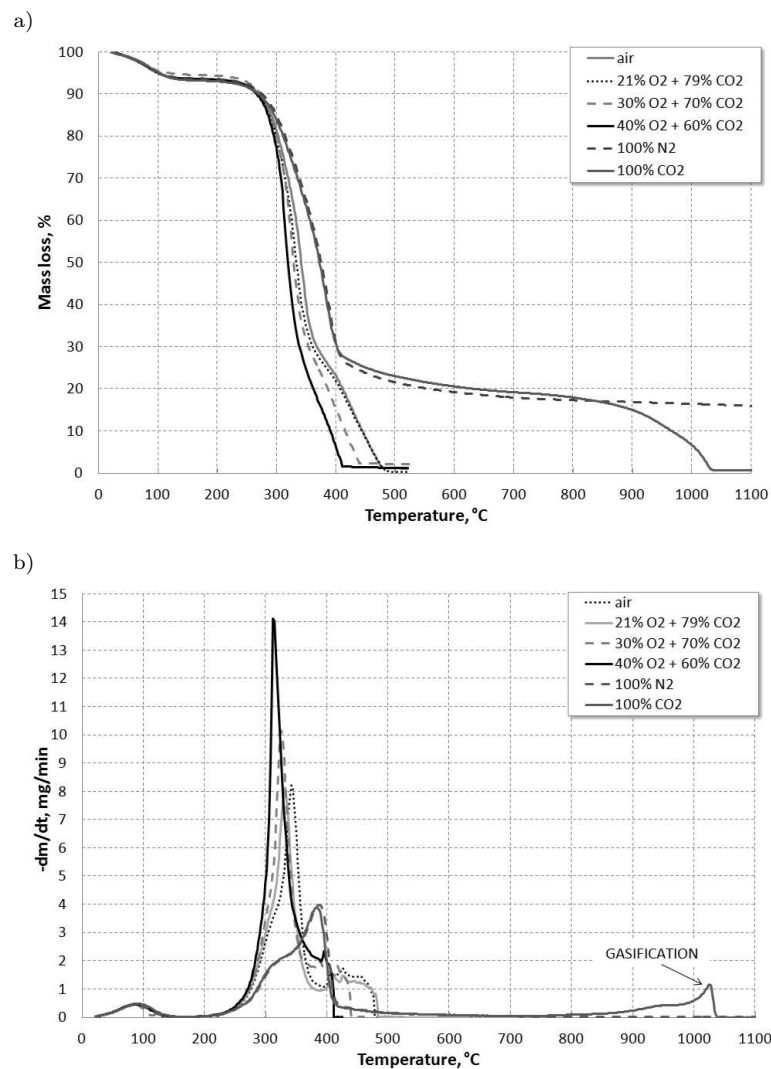 a)
100
90
80
70
60
50
40
30
20
10
0
Mass loss, %
air
21% O2 + 79% CO2
30% O2 + 70% CO2
40% O2 + 60% CO2
100% N2
100% CO2
0 100 200 300 400 500 600 700 800 900 1000 1100
Temperature, °C
b)
15
14
13
12
11
10
9
8
7
6
5
4
3
2
1
0
-dm/dt, mg/min
air
21% O2 + 79% CO2
30% O2 + 70% CO2
40% O2 + 60% CO2
100% N2
100% CO2
GASIFICATION
0 100 200 300 400 500 600 700 800 900 1000 1100
Temperature, °C